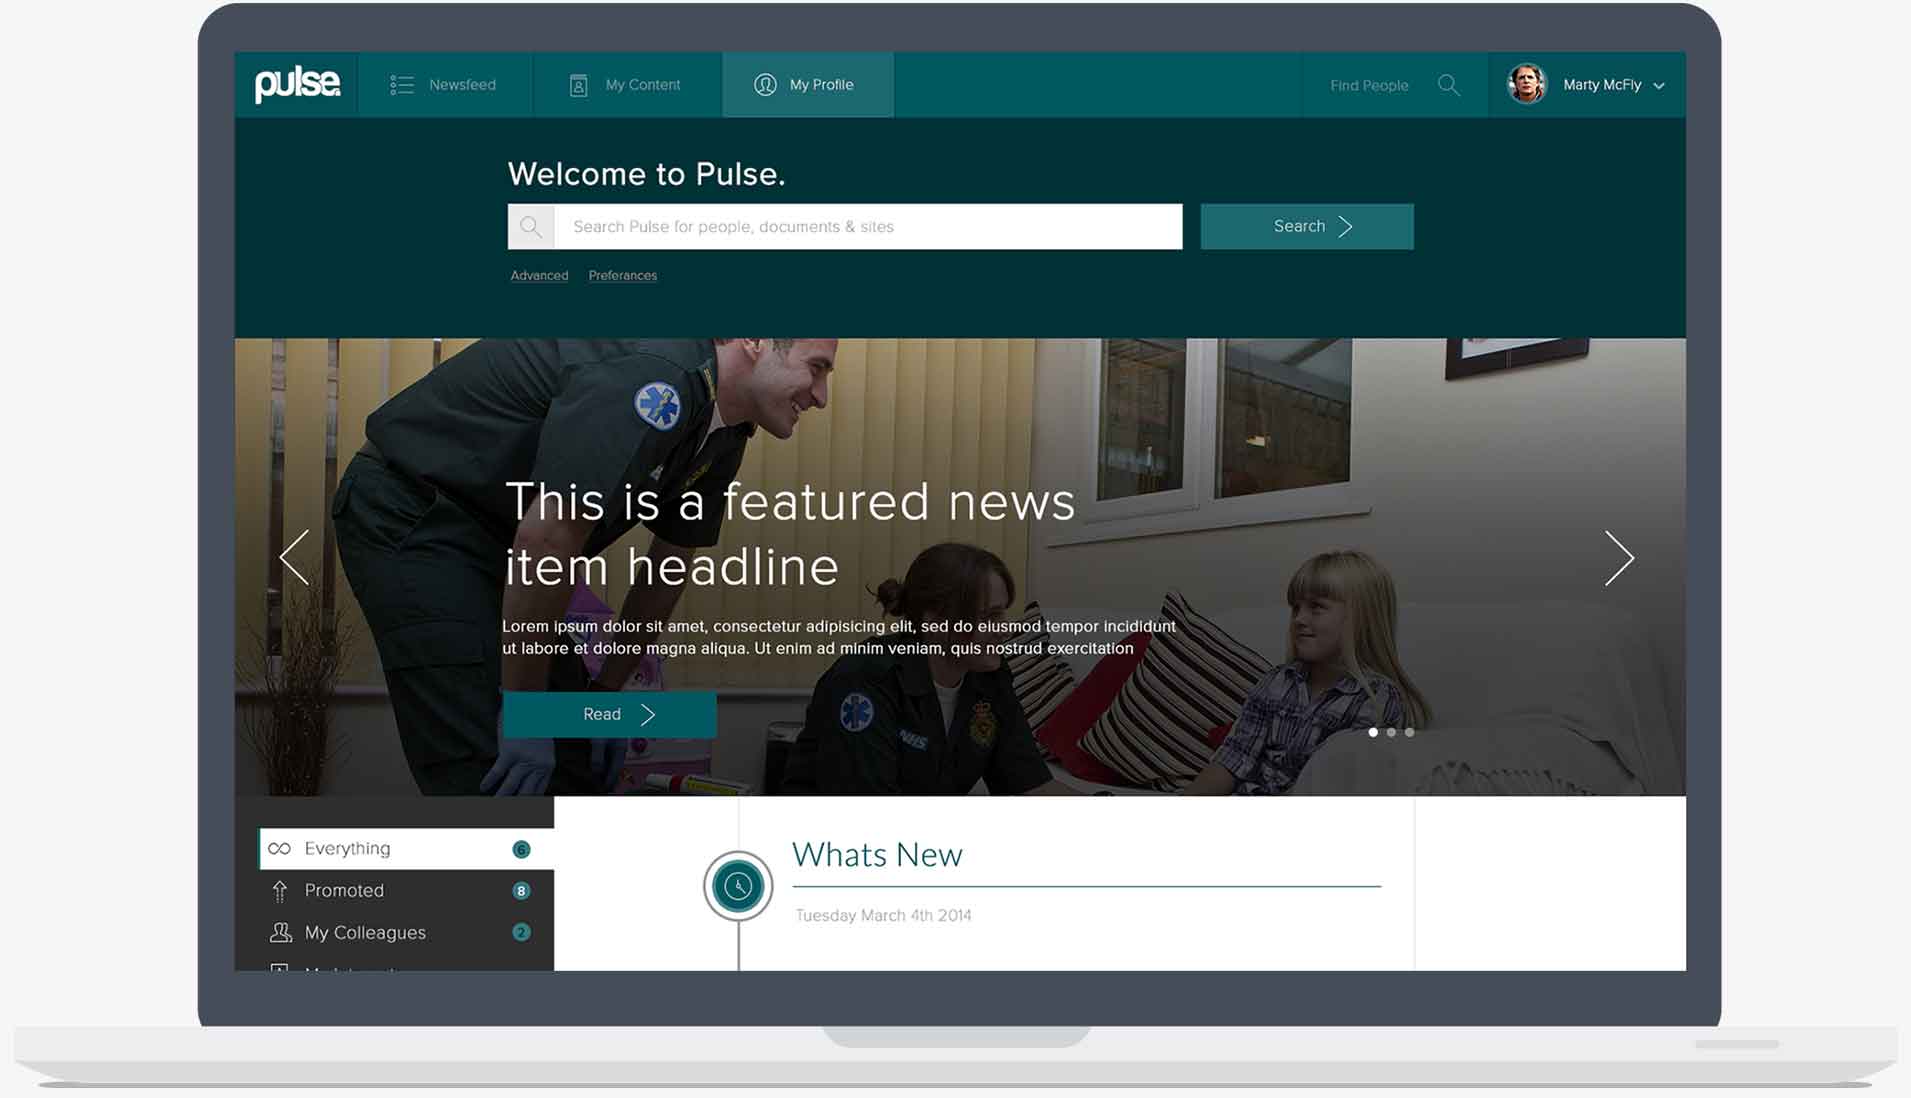 pulse.
Newsfeed
My Content
My Profile
Find People
Marty McFly
Welcome to Pulse.
Search Pulse for people, documents & sites
Search
Advanced
Preferances
This is a featured news
item headline
Lorem ipsum dolor sit amet, consectetur adipisicing elit, sed do eiusmod tempor incididunt
ut labore et dolore magna aliqua. Ut enim ad minim veniam, quis nostrud exercitation
Read
NHS
Everything 6
Promoted 8
My Colleagues 2
Whats New
Tuesday March 4th 2014